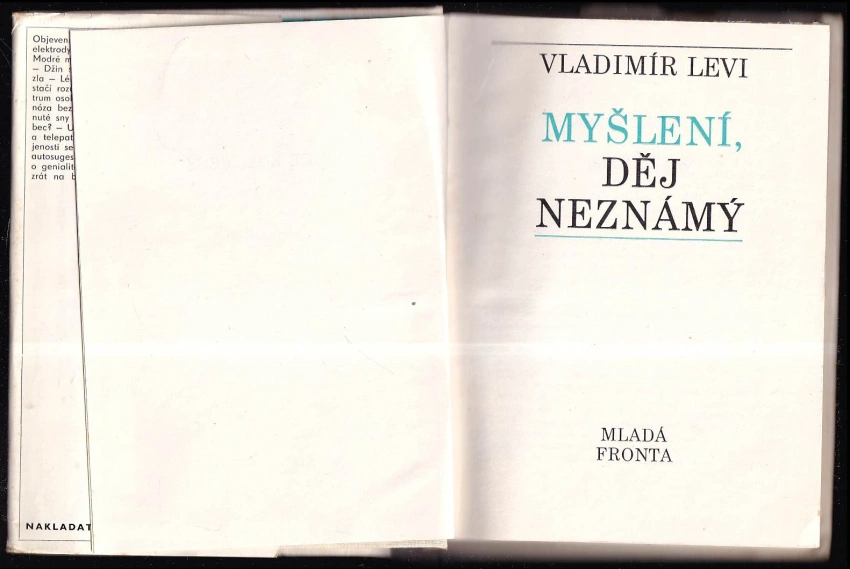 Objeven
elektrody
Modré m
– Džin
zla – Lé
stačí roz
trum oso
nóza bez
nuté sny
bec? – U
a telepat
jenosti se
autosuges
o genialit
zrát na b
NAKLADAT
VLADIMÍR LEVI
MYŠLENÍ,
DĚJ
NEZNÁMÝ
MLADÁ
FRONTA